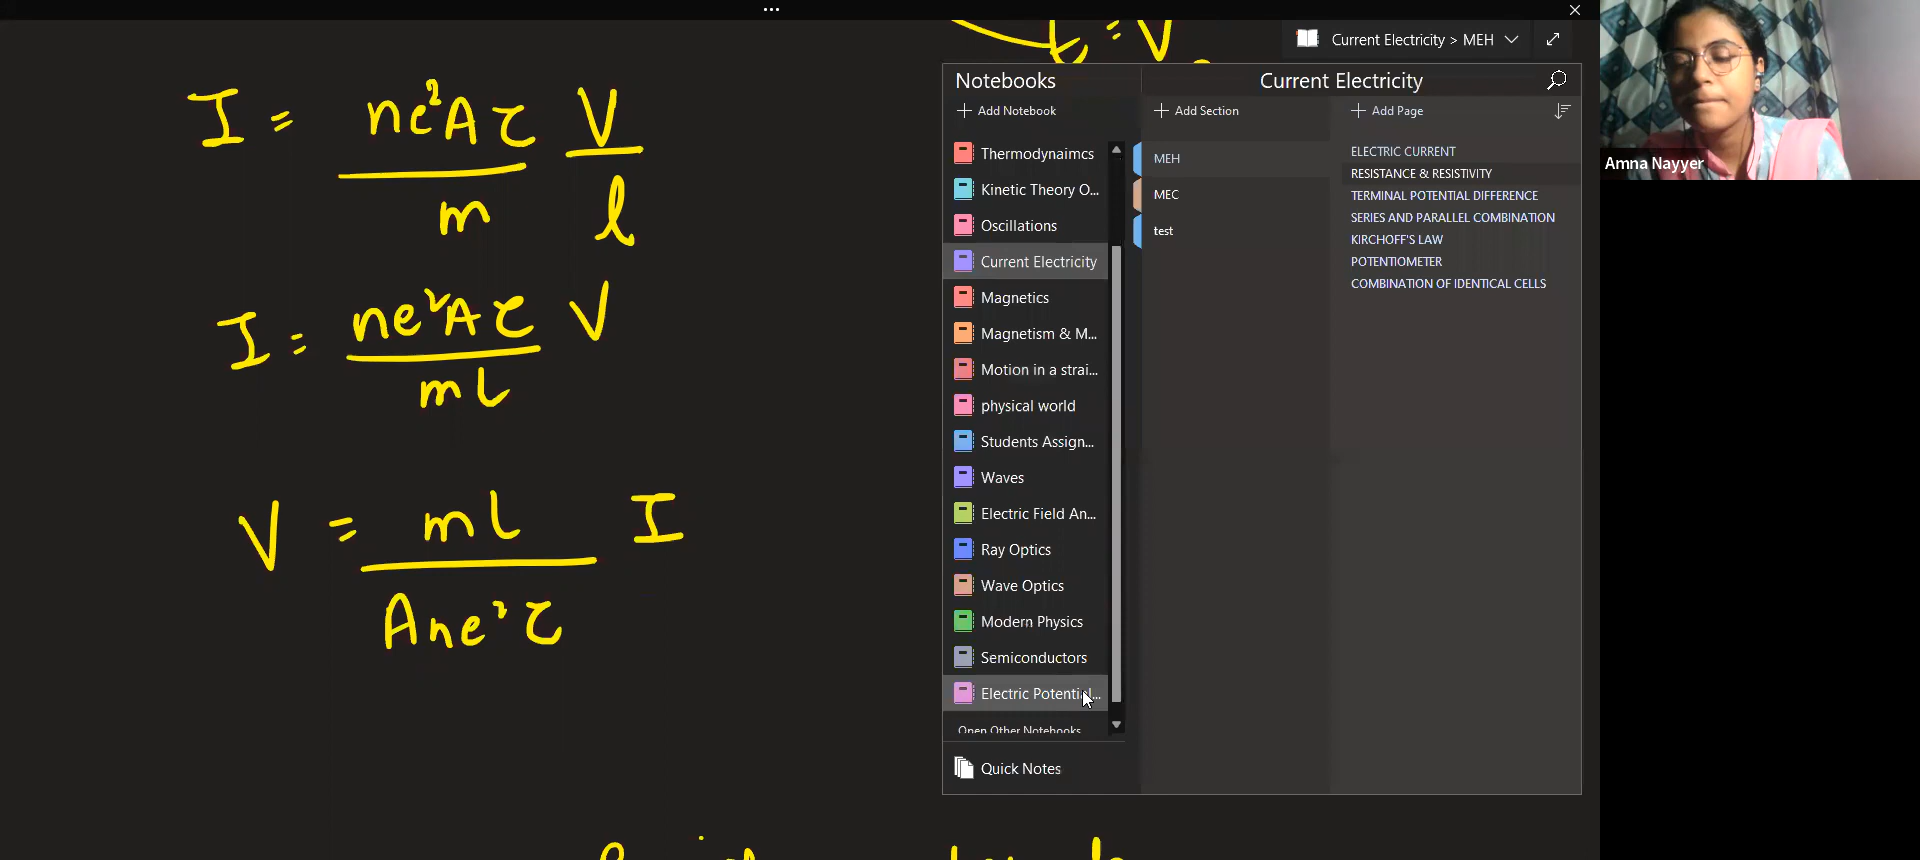 I = ne²Aτ/m V/l
I = ne²Aτ/ml V
V = ml/Ane²τ I
E = V
Current Electricity > MEH
Notebooks
Add Notebook
Thermodynaimcs
Kinetic Theory O...
Oscillations
Current Electricity
Magnetics
Magnetism & M...
Motion in a strai...
physical world
Students Assign...
Waves
Electric Field An...
Ray Optics
Wave Optics
Modern Physics
Semiconductors
Electric Potential...
Open Other Notebooks
Quick Notes
Current Electricity
Add Section
MEH
MEC
test
Add Page
ELECTRIC CURRENT
RESISTANCE & RESISTIVITY
TERMINAL POTENTIAL DIFFERENCE
SERIES AND PARALLEL COMBINATION
KIRCHOFF'S LAW
POTENTIOMETER
COMBINATION OF IDENTICAL CELLS
Amna Nayyer